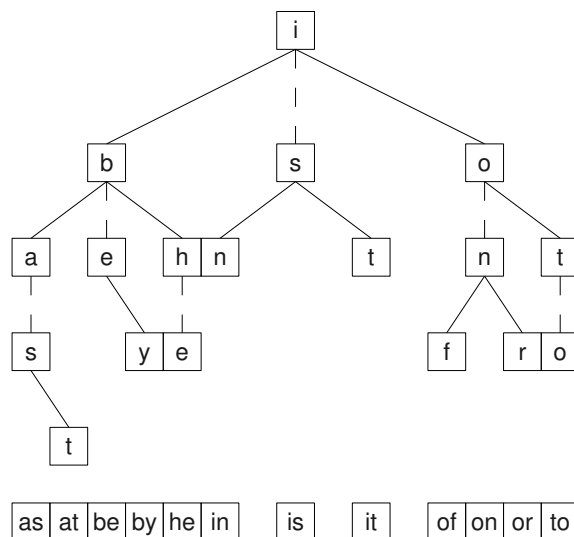 i
b s o
a e h n t n t
s y e f r o
t
as at be by he in is it of on or to